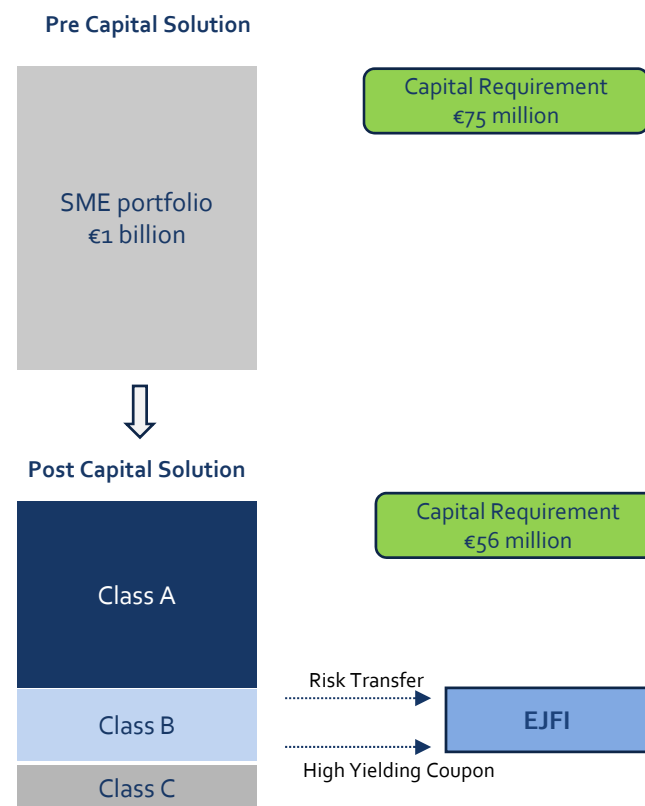 Pre Capital Solution
Capital Requirement
€75 million
SME portfolio
€1 billion
Post Capital Solution
Capital Requirement
€56 million
Class A
Risk Transfer
EJFI
Class B
High Yielding Coupon
Class C